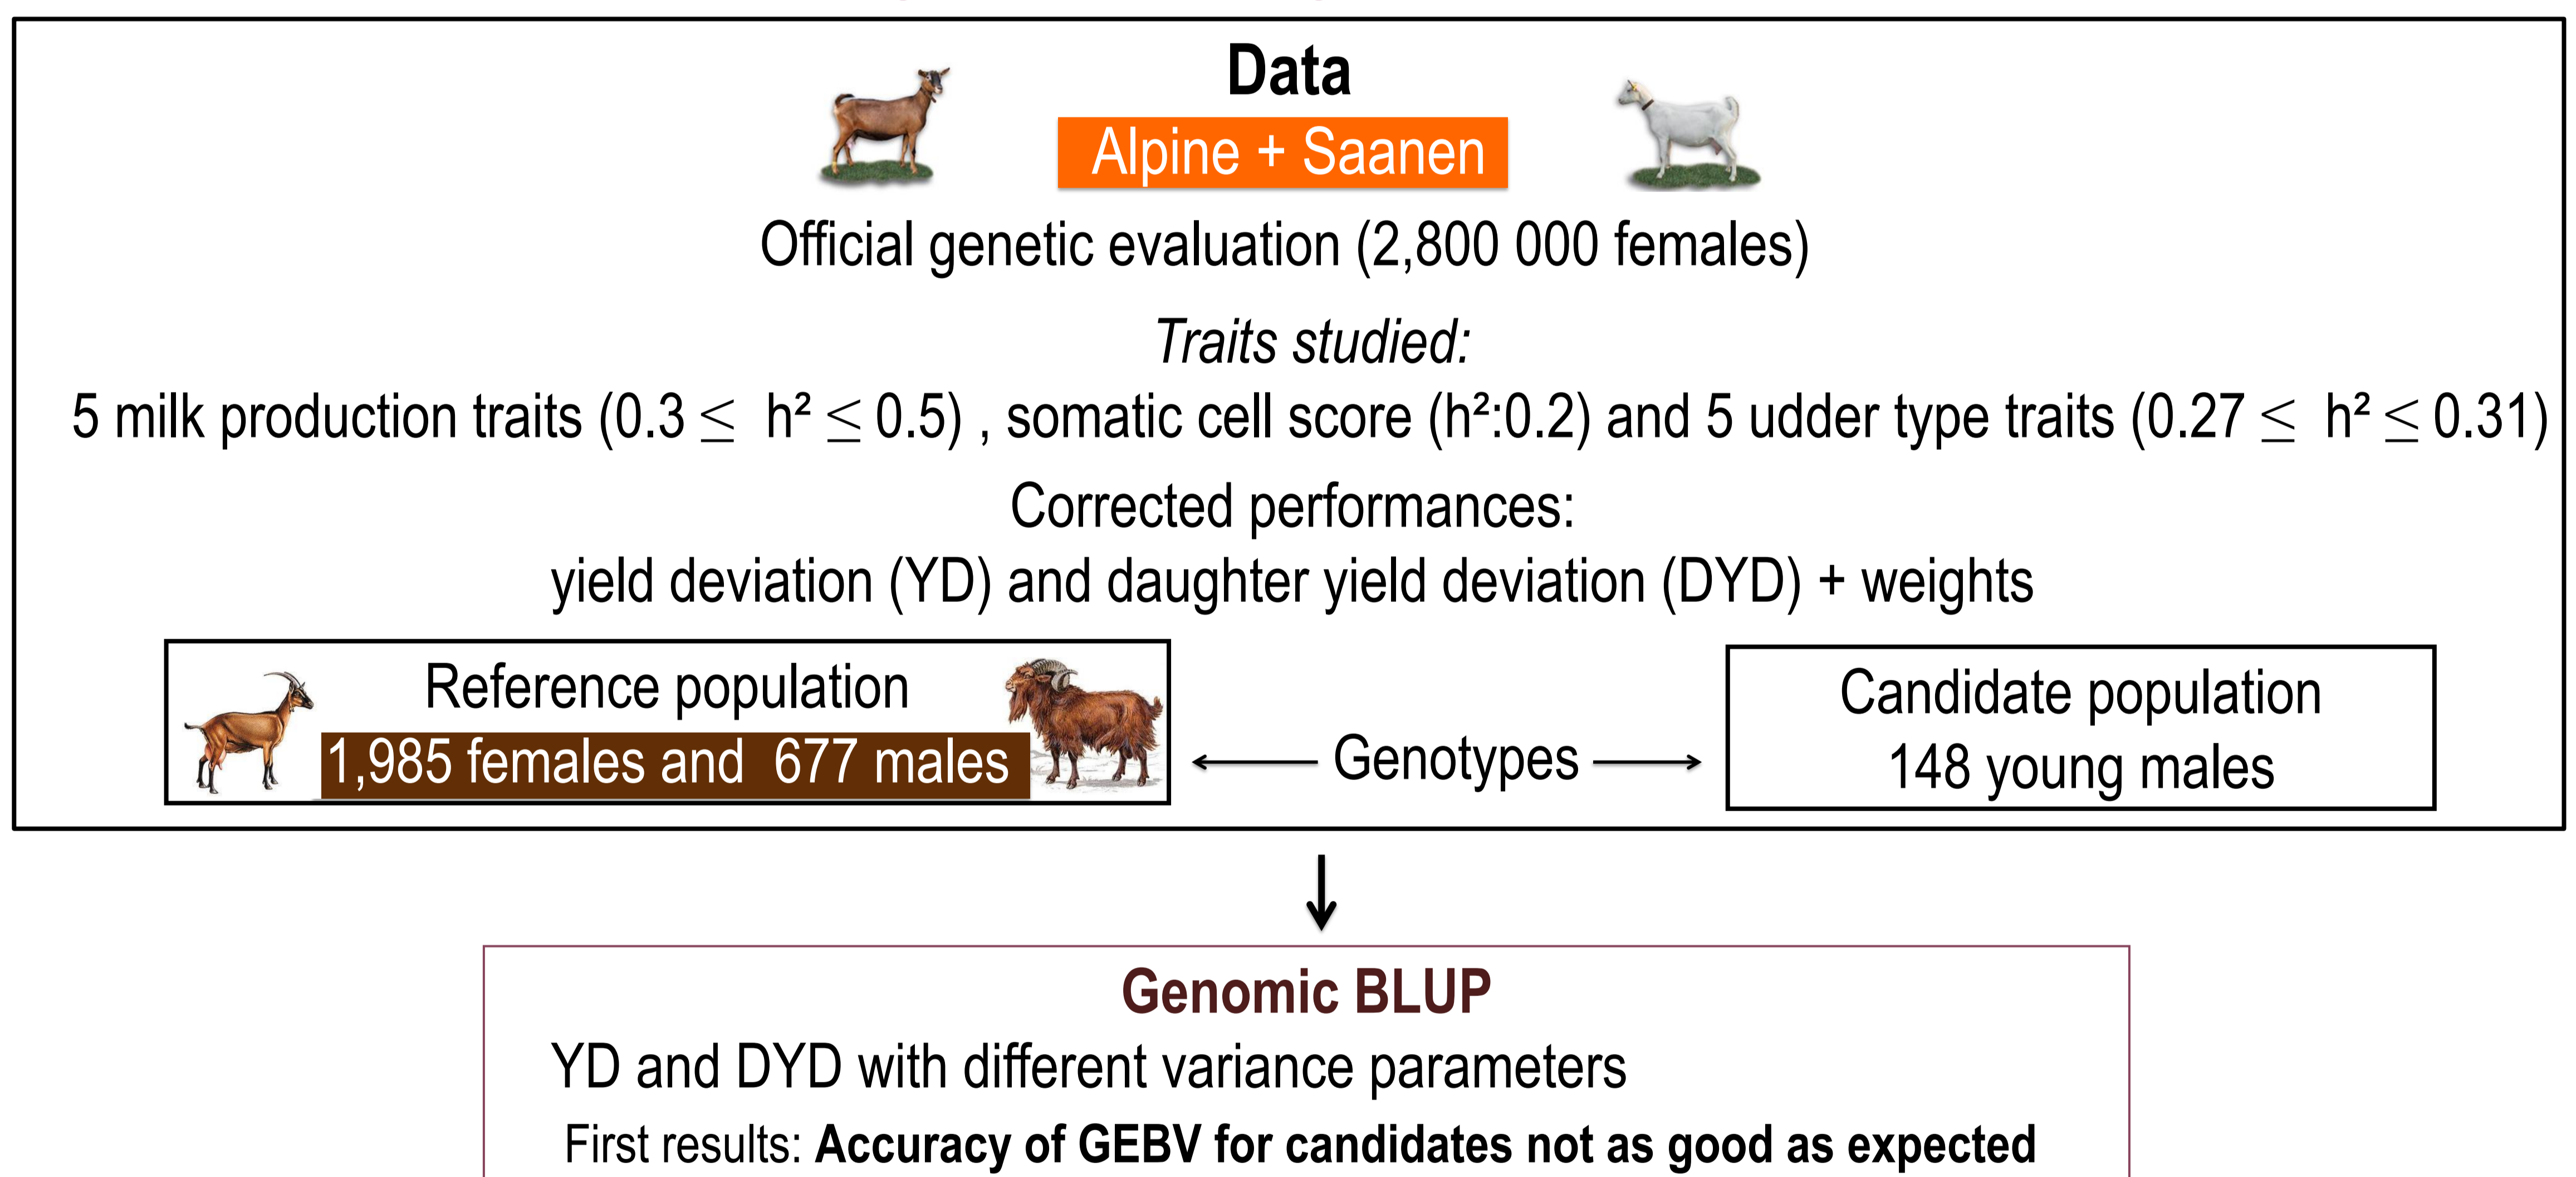 Data
Alpine + Saanen
Official genetic evaluation (2,800 000 females)
Traits studied:
5 milk production traits (0.3 ≤ h² ≤ 0.5) , somatic cell score (h²:0.2) and 5 udder type traits (0.27 ≤ h² ≤ 0.31)
Corrected performances:
yield deviation (YD) and daughter yield deviation (DYD) + weights
Reference population
1,985 females and 677 males
Genotypes
Candidate population
148 young males
Genomic BLUP
YD and DYD with different variance parameters
First results: Accuracy of GEBV for candidates not as good as expected